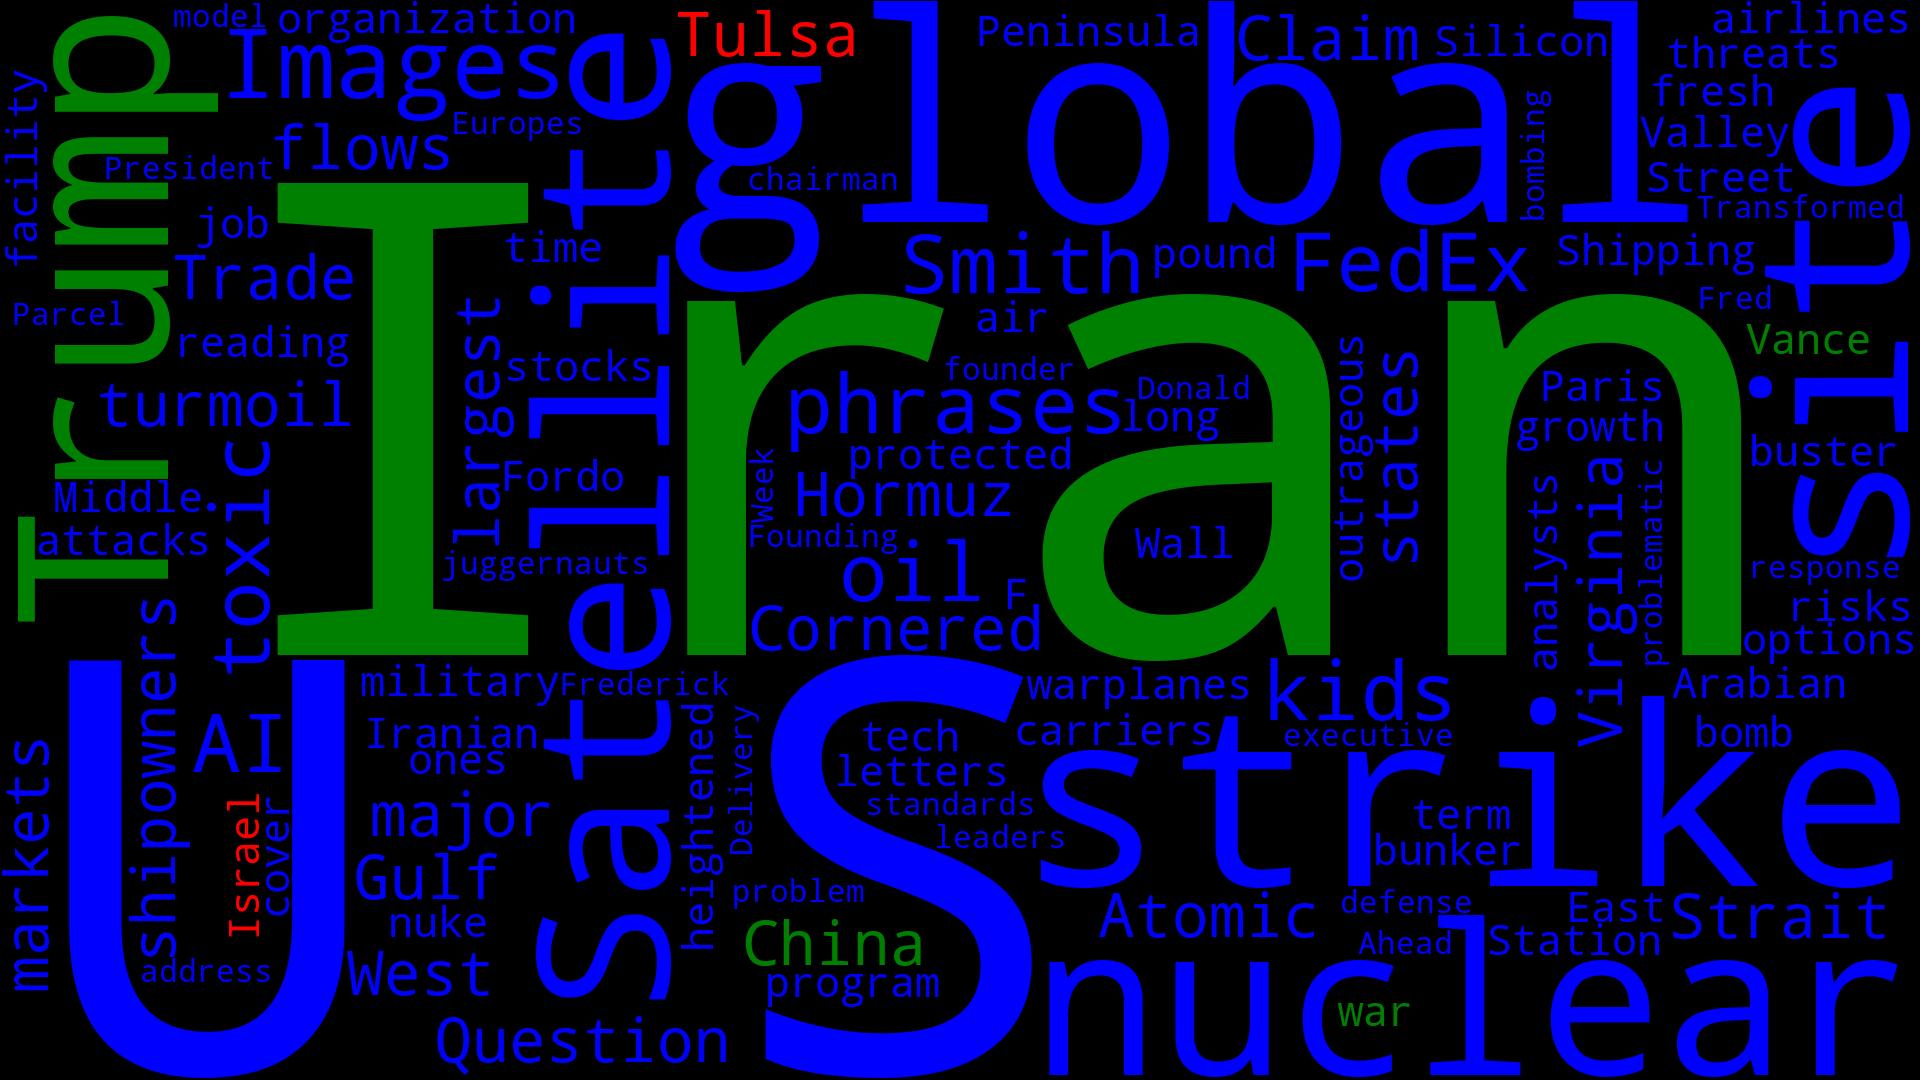 model
organization
Tulsa
Peninsula
Claim
Silicon
airlines
threats
Trump
Images
global
facility
flows
Europes
fresh
Valley
bombing
President
chairman
Street
Transformed
site
job
time
Trade
Smith
pound
FedEx
Shipping
Fred
Iran
Parcel
reading
air
Vance
largest
stocks
founder
Donald
phrases
long
outrageous
states
Paris
growth
turmoil
satellite
protected
buster
toxic
Fordo
Week
Hormuz
analysts
Virginia
problematic
Middle
attacks
Founding
Wall
juggernauts
oil
F
response
risks
Cornered
options
shipowners
US
military
Frederick
warplanes
kids
Arabian
AI
Iranian
heightened
Delivery
tech
carriers
executive
bomb
ones
letters
strike
markets
Israel
cover
major
standards
term
leaders
bunker
Gulf
problem
defense
nuke
China
Atomic
East
Strait
Ahead
Station
address
West
program
nuclear
war
Question